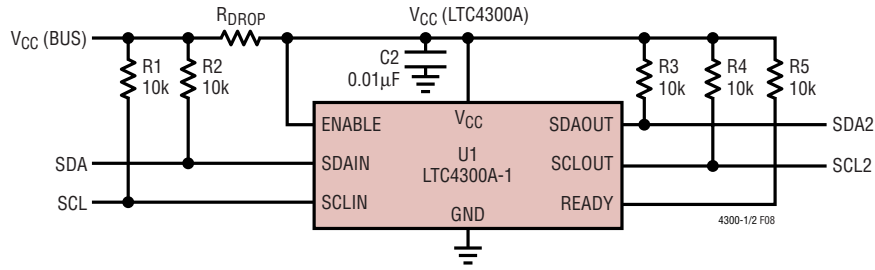 RDROP
VCC (LTC4300A)
VCC (BUS)
R1
10k
R2
10k
C2
0.01μF
R3
10k
R4
10k
R5
10k
ENABLE
VCC
SDAOUT
SDA2
SDA
SDAIN
U1
LTC4300A-1
SCLOUT
SCL2
SCL
SCLIN
GND
READY
4300-1/2 F08